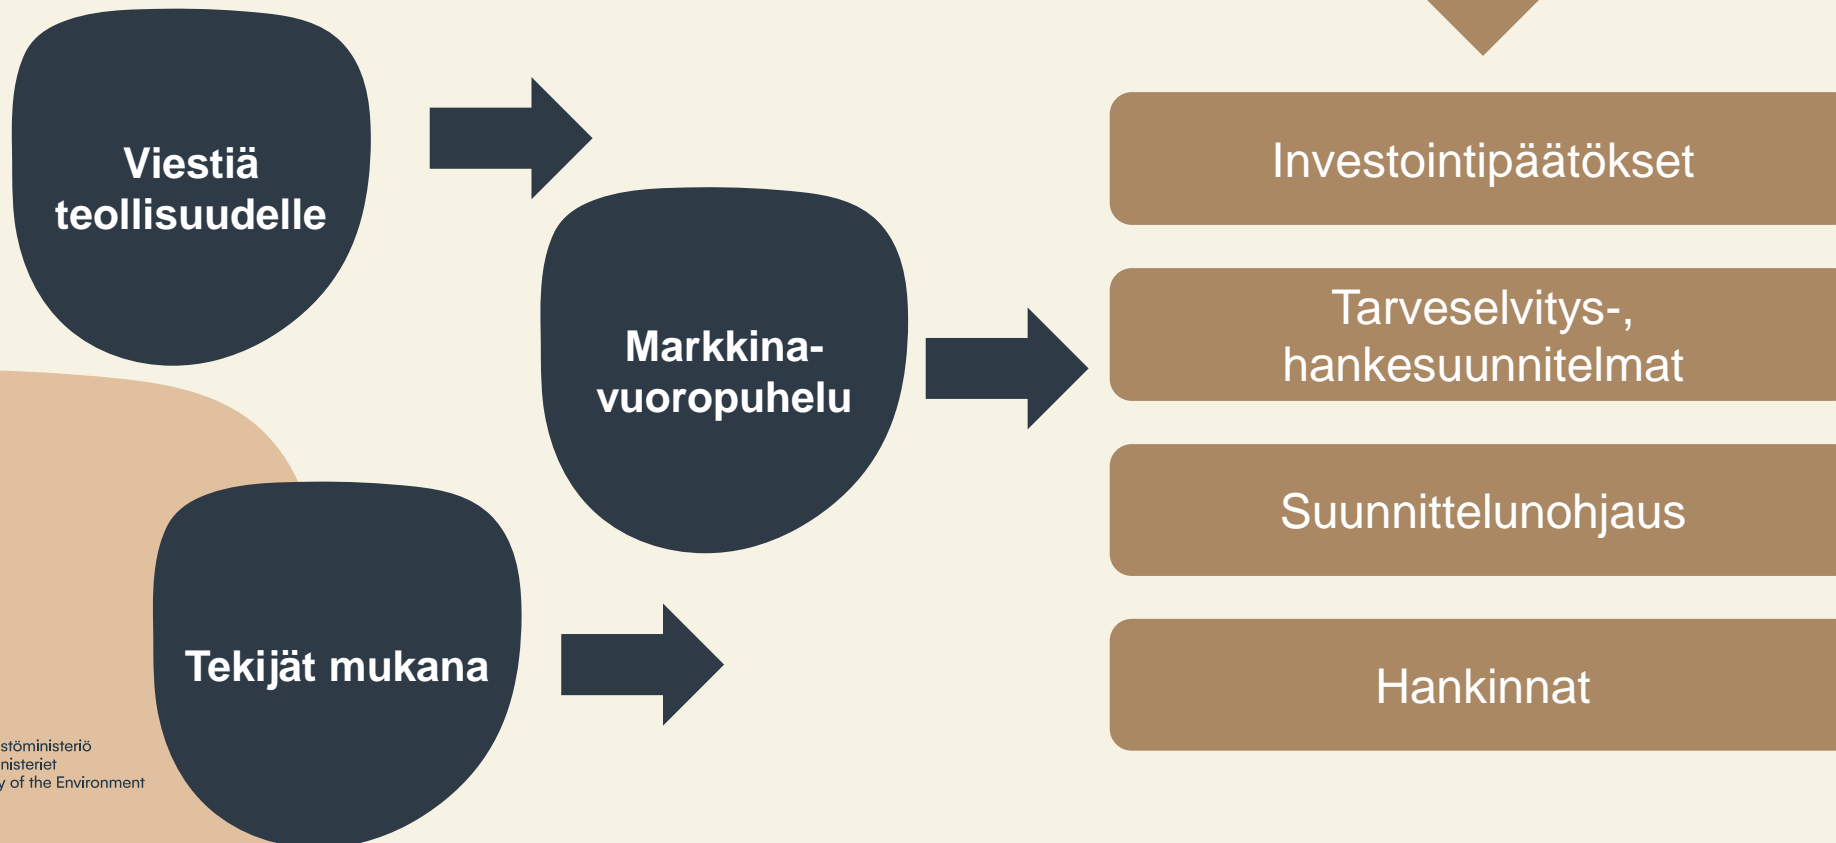 Viestiä
teollisuudelle
Markkina-
vuoropuhelu
Tekijät mukana
Investointipäätökset
Tarveselvitys-,
hankesuunnitelmat
Suunnittelunohjaus
Hankinnat
stöministeriö
nisteriet
y of the Environment